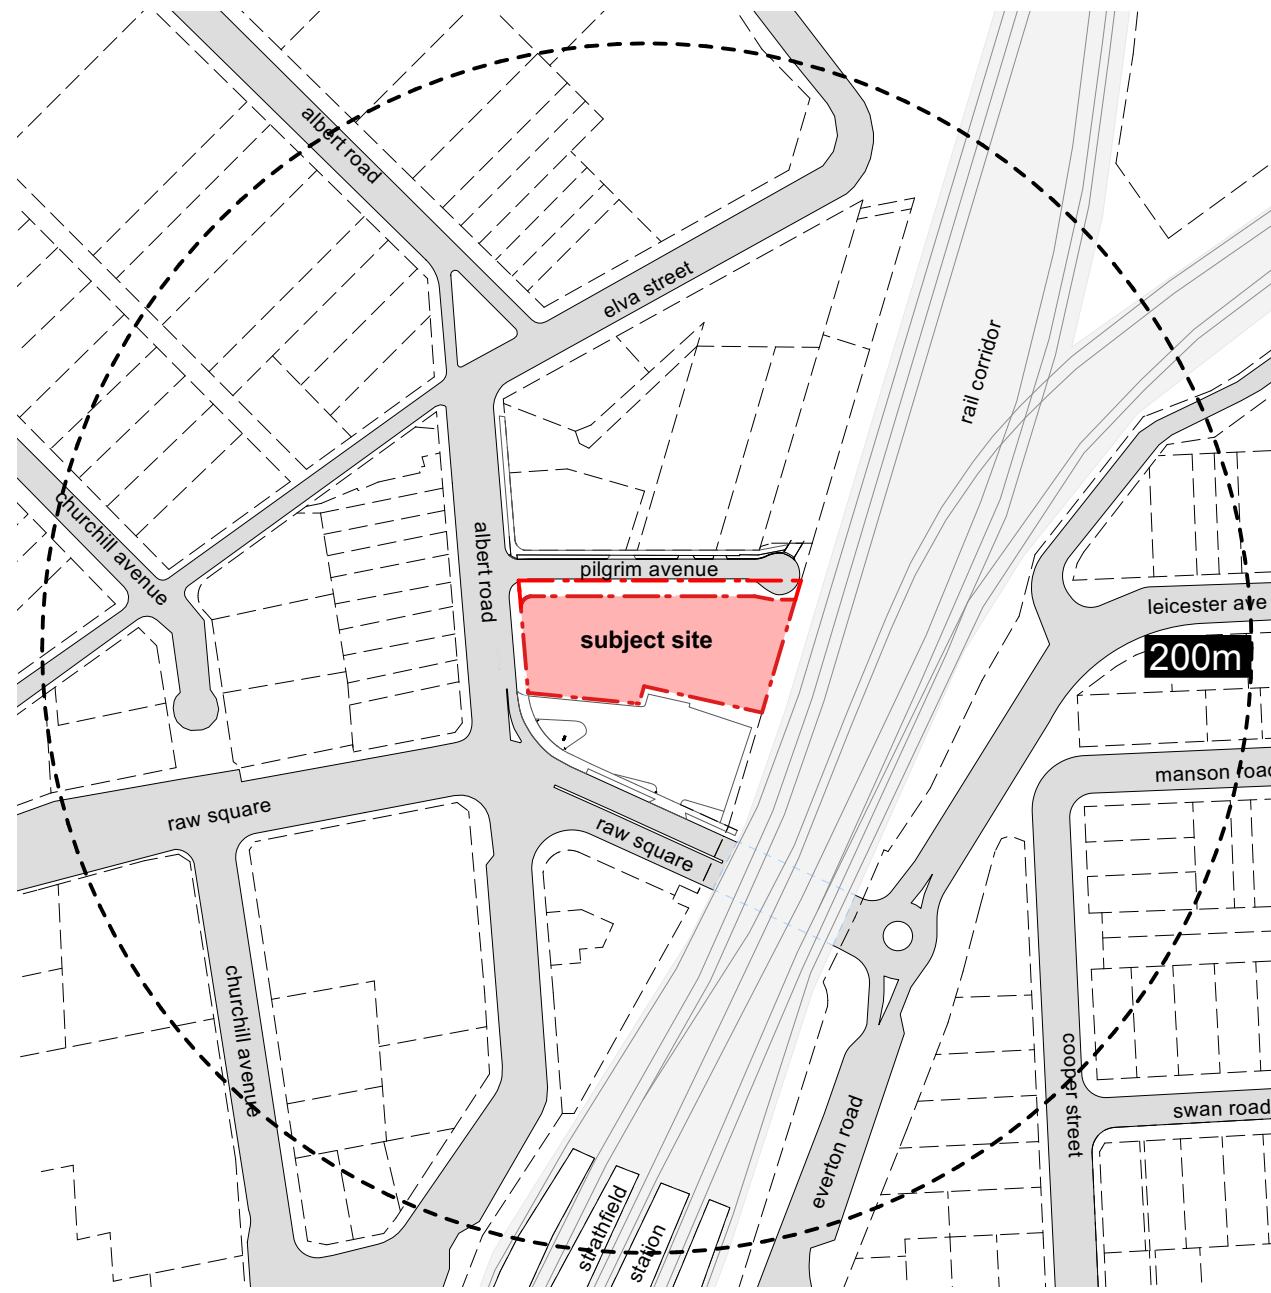 albert road
elva street
rail corridor
churchill avenue
albert road
pilgrim avenue
leicester ave
subject site
200m
manson road
raw square
raw square
churchill avenue
cooper street
swan road
everton road
strathfield
station